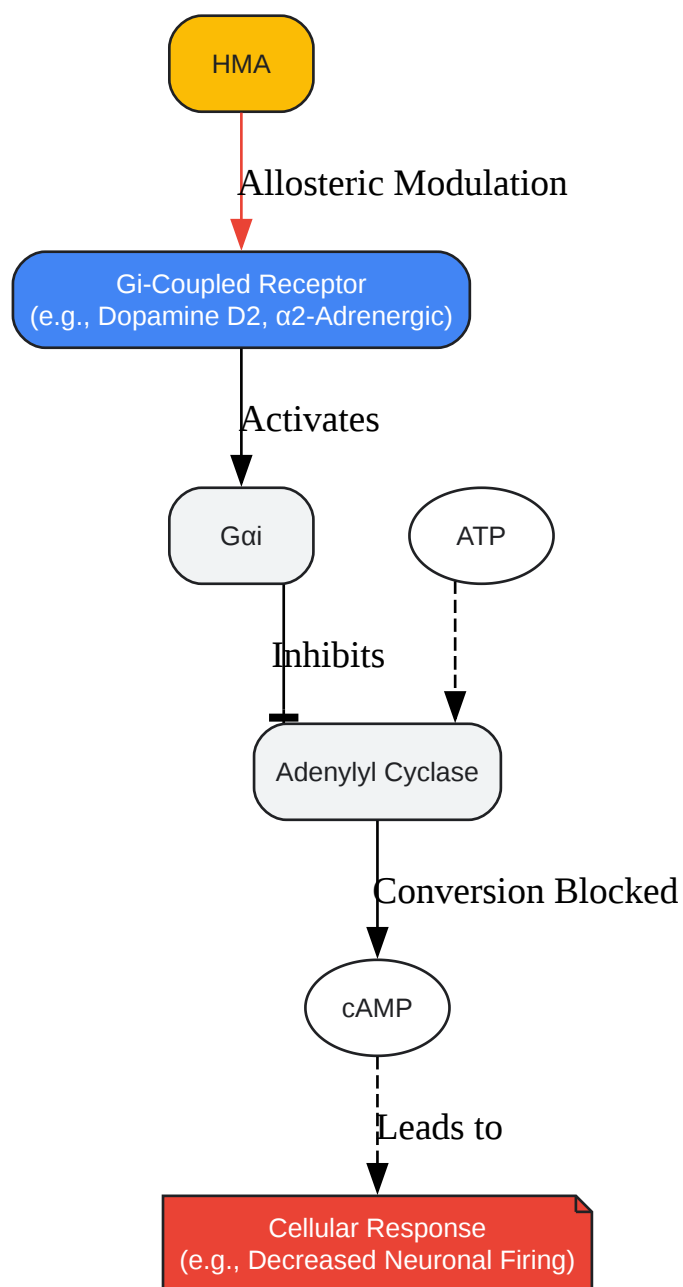 HMA
Allosteric Modulation
Gi-Coupled Receptor
(e.g., Dopamine D2, α2-Adrenergic)
Activates
Gαi
ATP
Inhibits
Adenylyl Cyclase
Conversion Blocked
cAMP
Leads to
Cellular Response
(e.g., Decreased Neuronal Firing)